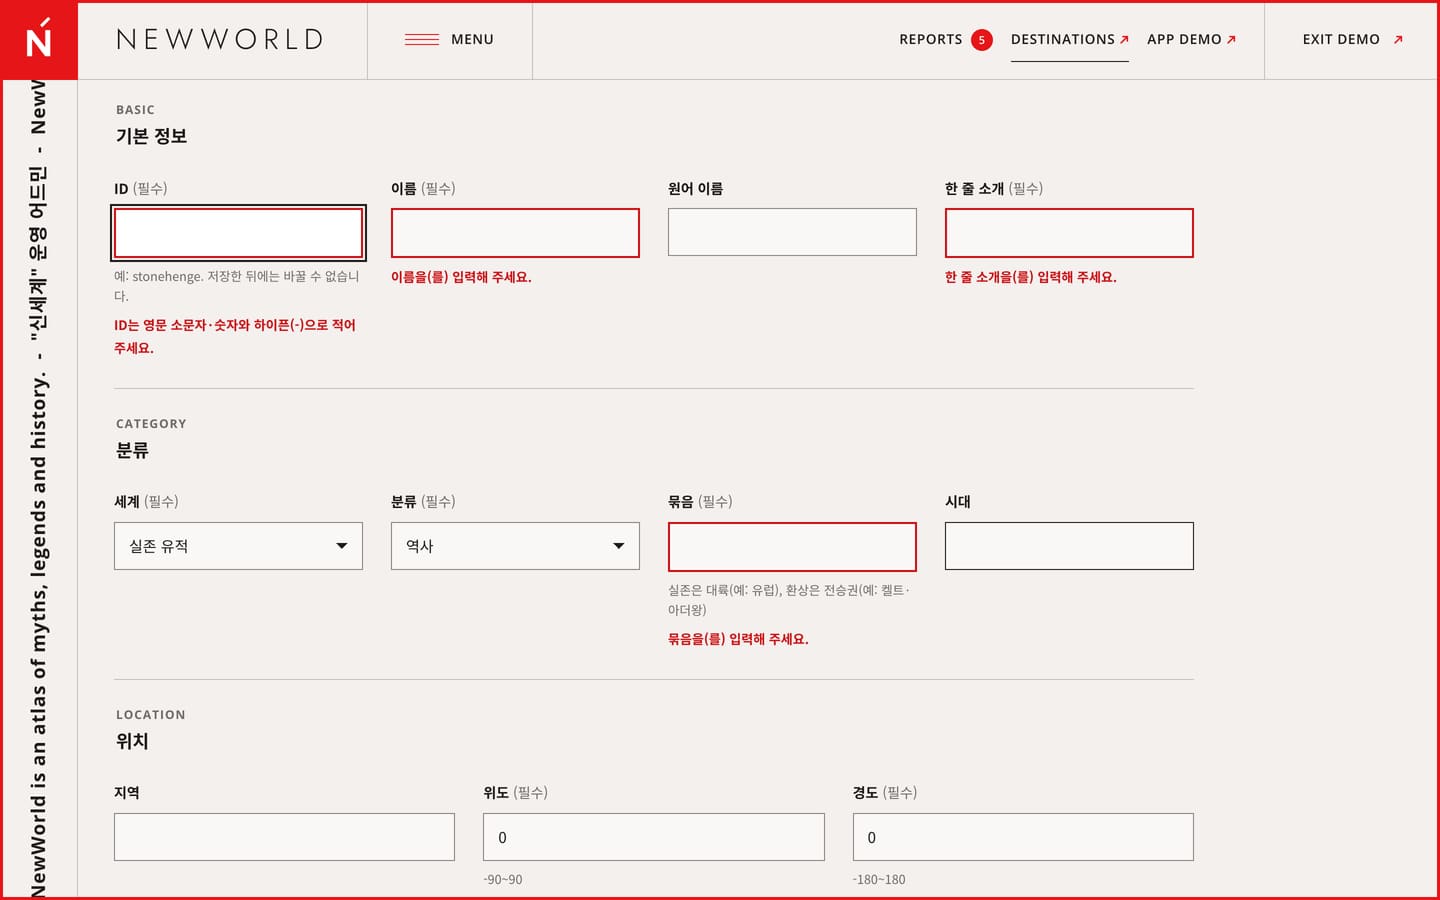 Ń
NEWWORLD
MENU
REPORTS 5
DESTINATIONS
APP DEMO
EXIT DEMO
NewWorld is an atlas of myths, legends and history. - "신세계" 운영 어드민 - NewW
BASIC
기본 정보
ID (필수)
예: stonehenge. 저장한 뒤에는 바꿀 수 없습니
다.
ID는 영문 소문자·숫자와 하이픈(-)으로 적어
주세요.
이름 (필수)
이름을(를) 입력해 주세요.
원어 이름
한 줄 소개 (필수)
한 줄 소개을(를) 입력해 주세요.
CATEGORY
분류
세계 (필수)
실존 유적
분류 (필수)
역사
묶음 (필수)
실존은 대륙(예: 유럽), 환상은 전승권(예: 켈트·
아더왕)
묶음을(를) 입력해 주세요.
시대
LOCATION
위치
지역
위도 (필수)
0
-90~90
경도 (필수)
0
-180~180